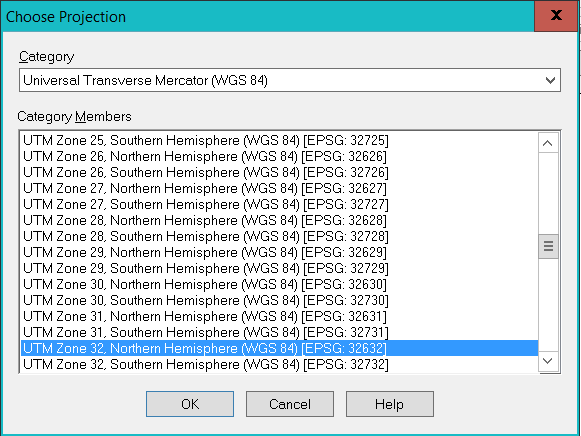 Choose Projection
x
Category
Universal Transverse Mercator (WGS 84)
Category Members
UTM Zone 25, Southern Hemisphere (WGS 84) [EPSG: 32725]
UTM Zone 26, Northern Hemisphere (WGS 84) [EPSG: 32626]
UTM Zone 26, Southern Hemisphere (WGS 84) [EPSG: 32726]
UTM Zone 27, Northern Hemisphere (WGS 84) [EPSG: 32627]
UTM Zone 27, Southern Hemisphere (WGS 84) [EPSG: 32727]
UTM Zone 28, Northern Hemisphere (WGS 84) [EPSG: 32628]
UTM Zone 28, Southern Hemisphere (WGS 84) [EPSG: 32728]
UTM Zone 29, Northern Hemisphere (WGS 84) [EPSG: 32629]
UTM Zone 29, Southern Hemisphere (WGS 84) [EPSG: 32729]
UTM Zone 30, Northern Hemisphere (WGS 84) [EPSG: 32630]
UTM Zone 30, Southern Hemisphere (WGS 84) [EPSG: 32730]
UTM Zone 31, Northern Hemisphere (WGS 84) [EPSG: 32631]
UTM Zone 31, Southern Hemisphere (WGS 84) [EPSG: 32731]
UTM Zone 32, Northern Hemisphere (WGS 84) [EPSG: 32632]
UTM Zone 32, Southern Hemisphere (WGS 84) [EPSG: 32732]
OK
Cancel
Help